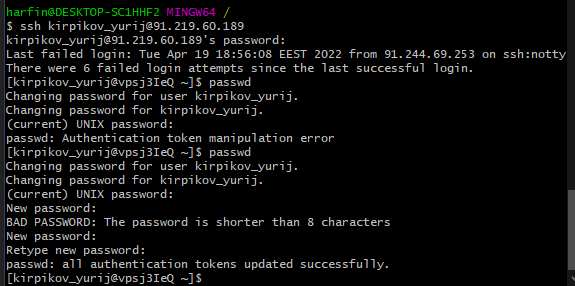 harfin@DESKTOP-SC1HHF2 MINGW64 /
$ ssh kirpikov_yurij@91.219.60.189
kirpikov_yurij@91.219.60.189's password:
Last failed login: Tue Apr 19 18:56:08 EEST 2022 from 91.244.69.253 on ssh:notty
There were 6 failed login attempts since the last successful login.
[kirpikov_yurij@vpsj3IeQ ~]$ passwd
Changing password for user kirpikov_yurij.
Changing password for kirpikov_yurij.
(current) UNIX password:
passwd: Authentication token manipulation error
[kirpikov_yurij@vpsj3IeQ ~]$ passwd
Changing password for user kirpikov_yurij.
Changing password for kirpikov_yurij.
(current) UNIX password:
New password:
BAD PASSWORD: The password is shorter than 8 characters
New password:
Retype new password:
passwd: all authentication tokens updated successfully.
[kirpikov_yurij@vpsj3IeQ ~]$